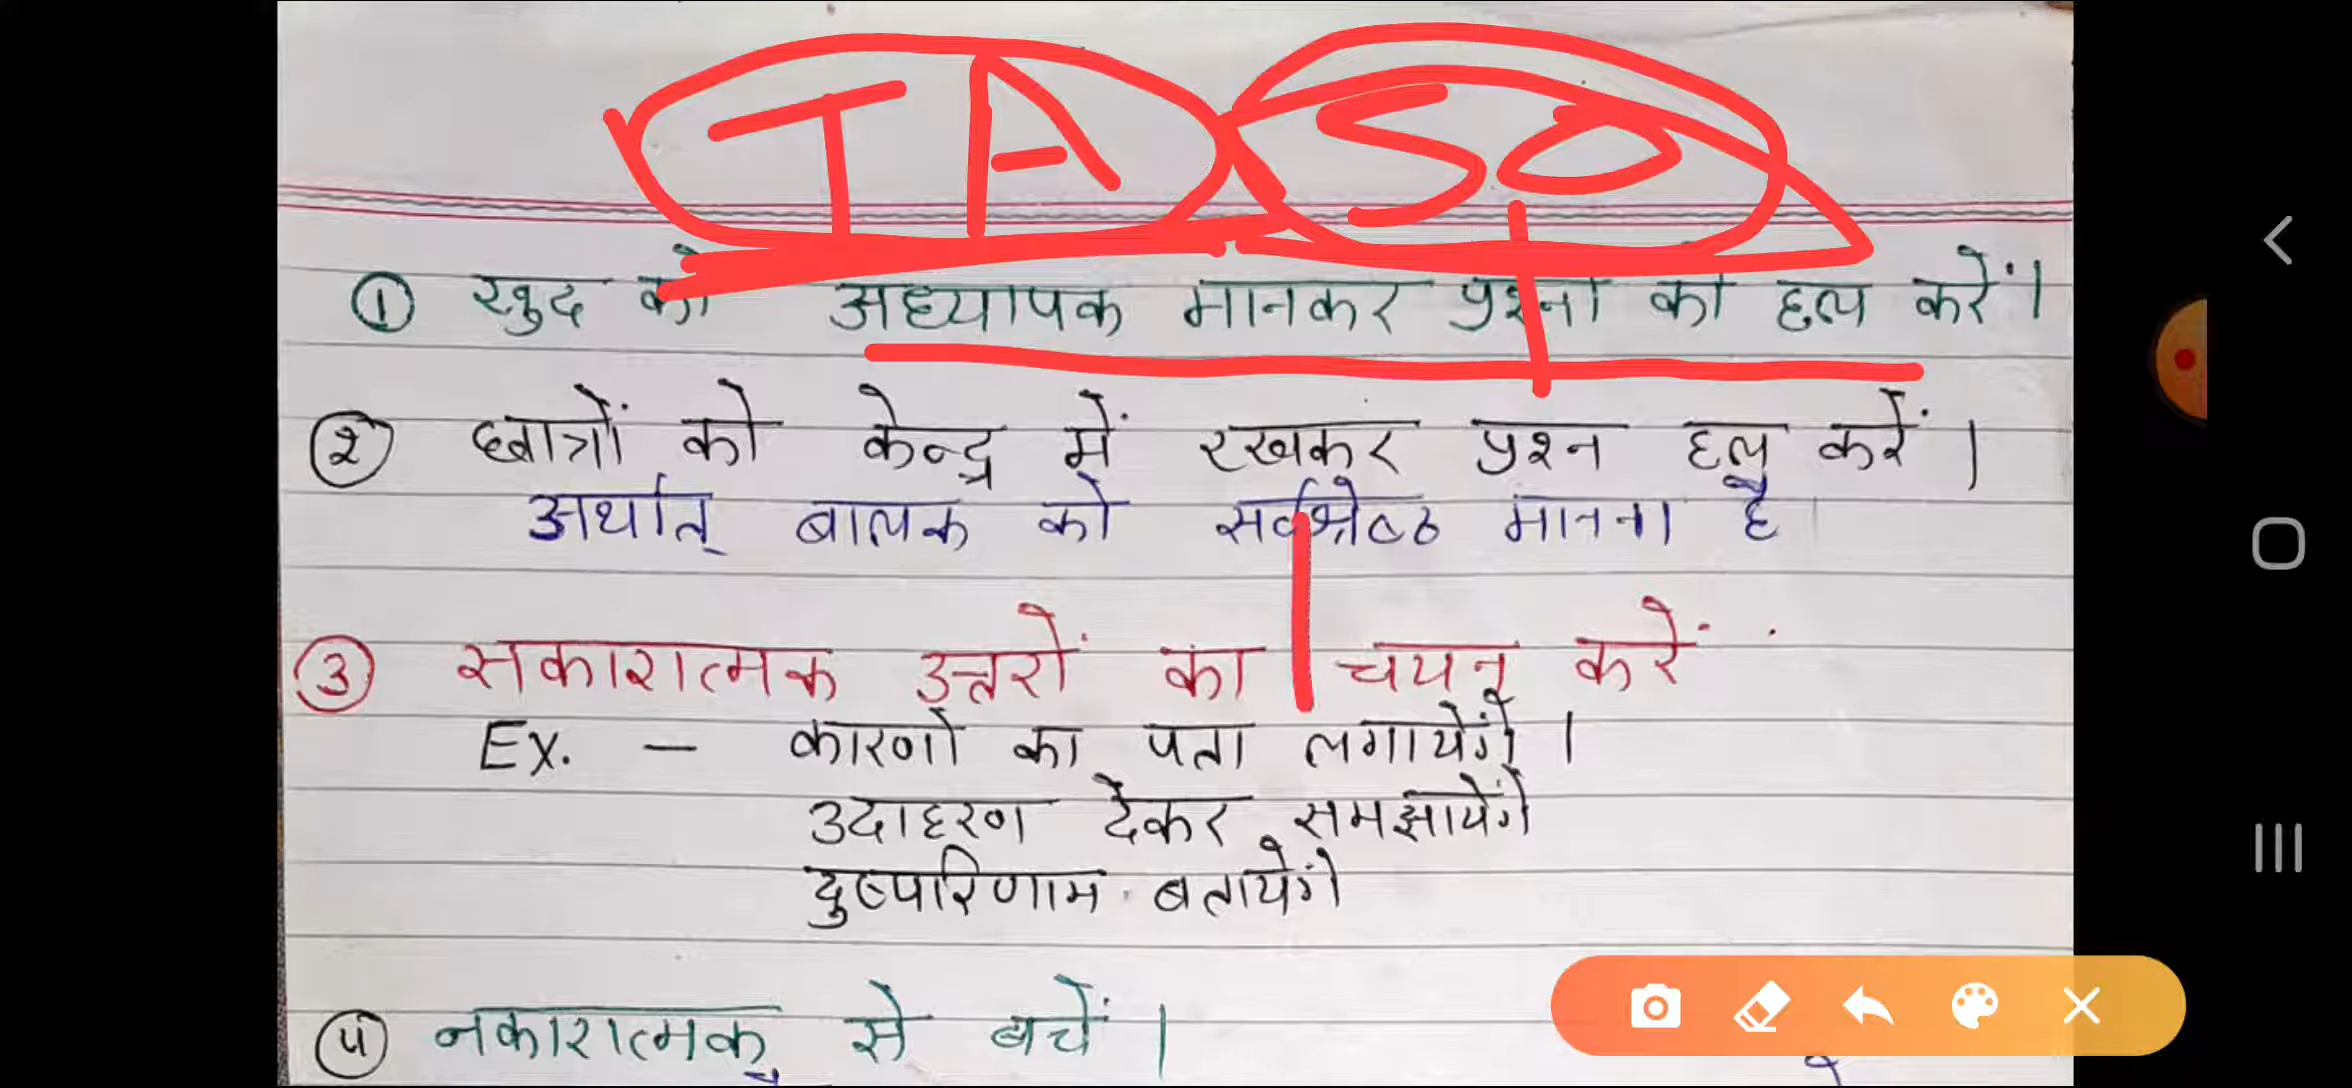 TA SO
① खुद को अध्यापक मानकर प्रश्नों को हल करें।
② छात्रों को केन्द्र में रखकर प्रश्न हल करें।
अर्थात् बालक को सर्वश्रेष्ठ मानना है
③ सकारात्मक उत्तरों का चयन करें
Ex. - कारणों का पता लगायेंगे।
उदाहरण देकर समझायेंगे
दुष्परिणाम बतायेंगे
④ नकारात्मक से बचें।